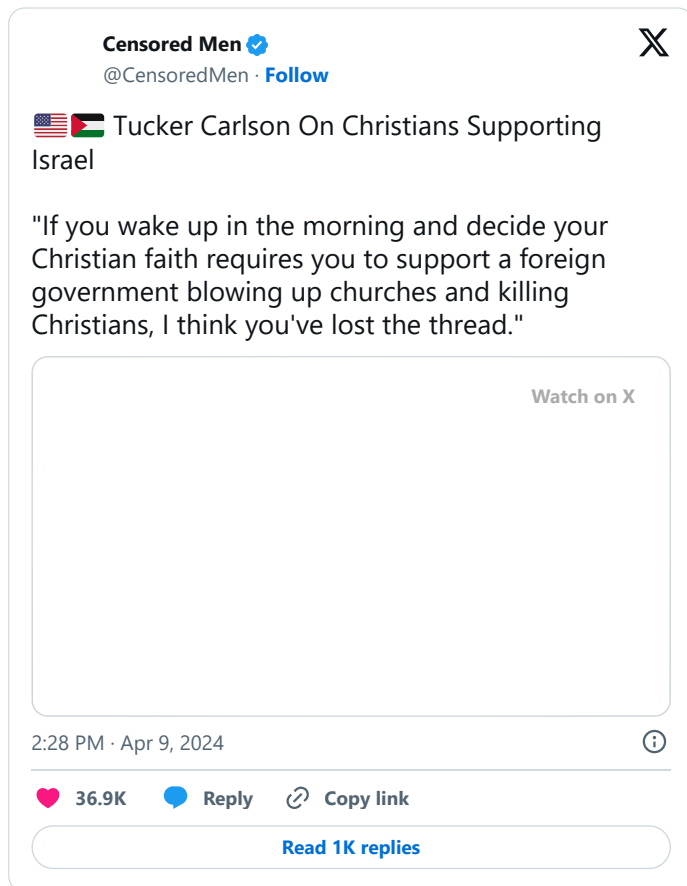 Censored Men
@CensoredMen · Follow
🇺🇸🇵🇸 Tucker Carlson On Christians Supporting
Israel
"If you wake up in the morning and decide your
Christian faith requires you to support a foreign
government blowing up churches and killing
Christians, I think you've lost the thread."
Watch on X
2:28 PM · Apr 9, 2024
36.9K Reply Copy link
Read 1K replies